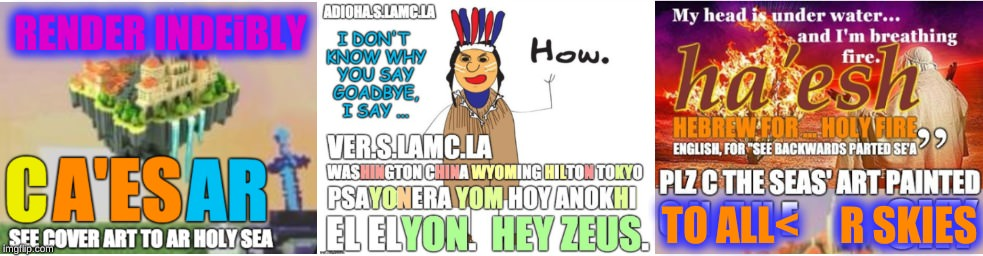 RENDER INDEiBLY
CA'ESAR
SEE COVER ART TO AR HOLY SEA
imgflip.com
ADIOHA.S.LAMC.LA
I DON'T
KNOW WHY
YOU SAY
GOADBYE,
I SAY ...
How.
VER.S.LAMC.LA
WASHINGTON CHINA WYOMING HILTON TOKYO
PSAYONERA YOM HOY ANOKHI
EL ELYON. HEY ZEUS.
My head is under water...
and I'm breathing
fire.
ha'esh
HEBREW FOR ... HOLY FIRE
ENGLISH, FOR "SEE BACKWARDS PARTED SE'A
”
PLZ C THE SEAS' ART PAINTED
TO ALL< R SKIES